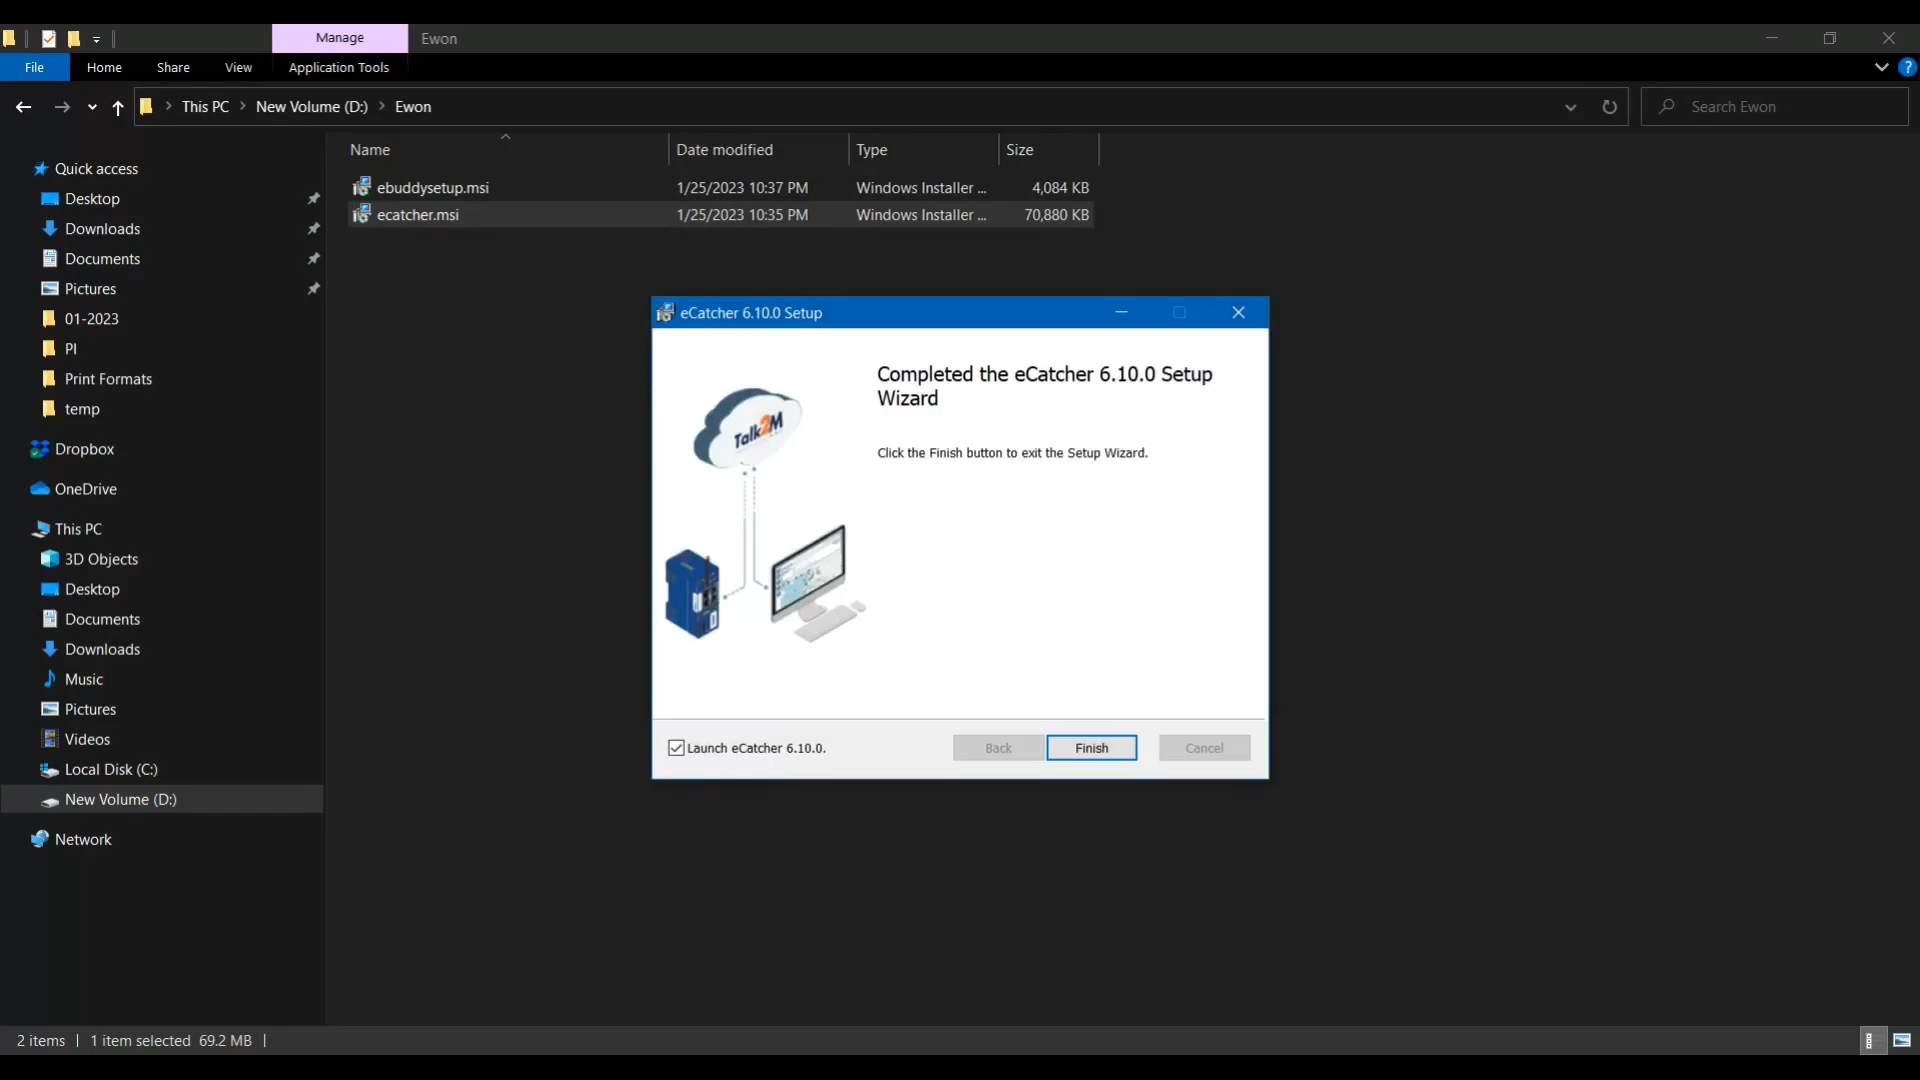 Manage
Ewon
File
Home
Share
View
Application Tools
This PC
New Volume (D:)
Ewon
Search Ewon
Name
Date modified
Type
Size
ebuddysetup.msi
1/25/2023 10:37 PM
Windows Installer ...
4,084 KB
ecatcher.msi
1/25/2023 10:35 PM
Windows Installer ...
70,880 KB
Quick access
Desktop
Downloads
Documents
Pictures
01-2023
PI
Print Formats
temp
Dropbox
OneDrive
This PC
3D Objects
Desktop
Documents
Downloads
Music
Pictures
Videos
Local Disk (C:)
New Volume (D:)
Network
eCatcher 6.10.0 Setup
Talk2M
Completed the eCatcher 6.10.0 Setup
Wizard
Click the Finish button to exit the Setup Wizard.
Launch eCatcher 6.10.0.
Back
Finish
Cancel
2 items
1 item selected 69.2 MB